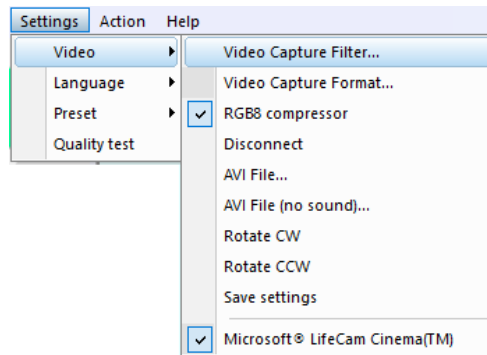 Settings Action Help
Video
Language
Preset
Quality test
Video Capture Filter...
Video Capture Format...
RGB8 compressor
Disconnect
AVI File...
AVI File (no sound)...
Rotate CW
Rotate CCW
Save settings
Microsoft® LifeCam Cinema(TM)